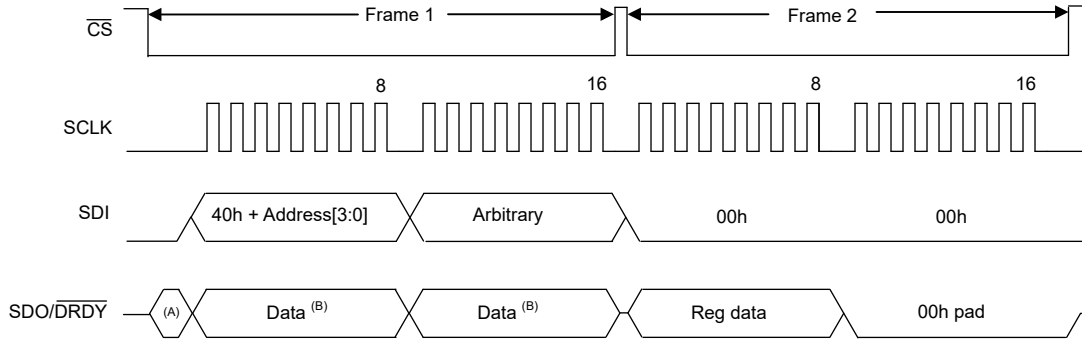 Frame 1
Frame 2
CS
8
16
8
16
SCLK
SDI
40h + Address[3:0]
Arbitrary
00h
00h
SDO/DRDY
(A)
Data (B)
Data (B)
Reg data
00h pad